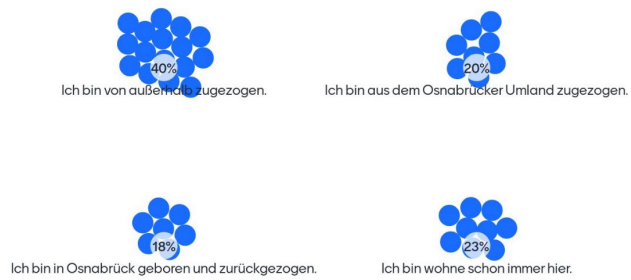 40%
Ich bin von außerhalb zugezogen.
20%
Ich bin aus dem Osnabrücker Umland zugezogen.
18%
Ich bin in Osnabrück geboren und zurückgezogen.
23%
Ich bin wohne schon immer hier.